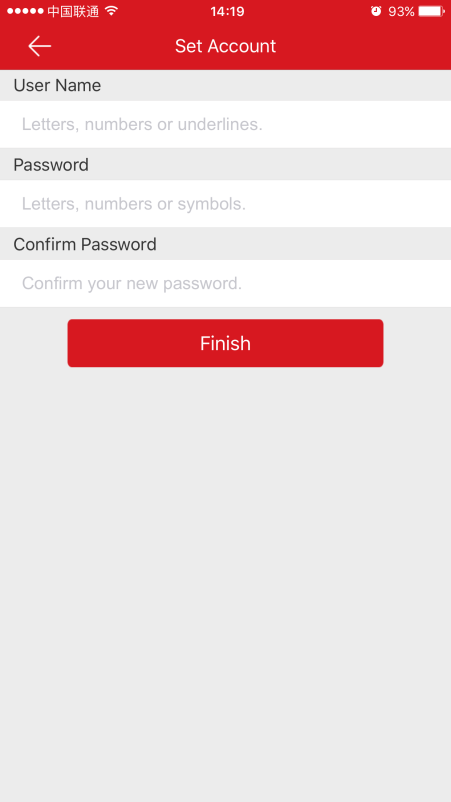 中国联通 14:19 93%
Set Account
User Name
Letters, numbers or underlines.
Password
Letters, numbers or symbols.
Confirm Password
Confirm your new password.
Finish